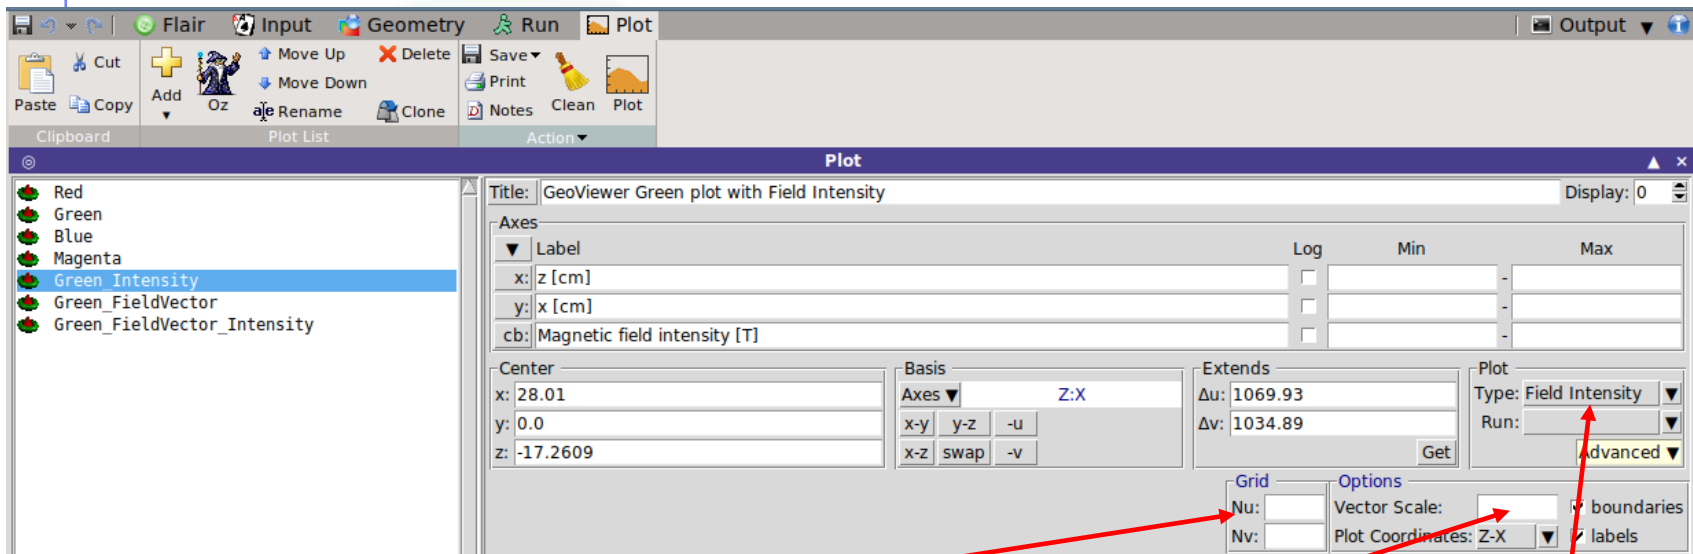 Flair Input Geometry Run Plot Output
Cut Move Up Delete Save
Move Down Print
Paste Copy Add Oz Rename Clone Notes Clean Plot
Clipboard Plot List Action
Plot
Red
Green
Blue
Magenta
Green_Intensity
Green_FieldVector
Green_FieldVector_Intensity
Title: GeoViewer Green plot with Field Intensity Display: 0
Axes
Label Log Min Max
x: z [cm] -
y: x [cm] -
cb: Magnetic field intensity [T] -
Center Basis Extends Plot
x: 28.01 Axes Z:X Δu: 1069.93 Type: Field Intensity
y: 0.0 x-y y-z -u Δv: 1034.89 Run:
z: -17.2609 x-z swap -v Get Advanced
Grid Options
Nu: Vector Scale: boundaries
Nv: Plot Coordinates: Z-X labels